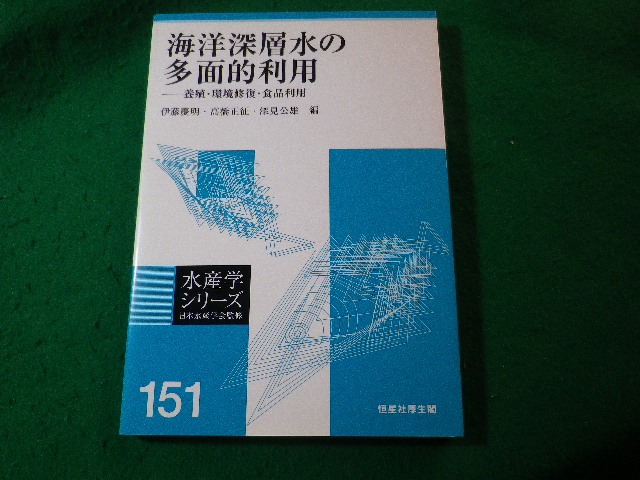 海洋深層水の
多面的利用
── 養殖・環境修復・食品利用
伊藤慶明・高橋正征・深見公雄 編
水産学
シリーズ
日本水産学会監修
151
恒星社厚生閣